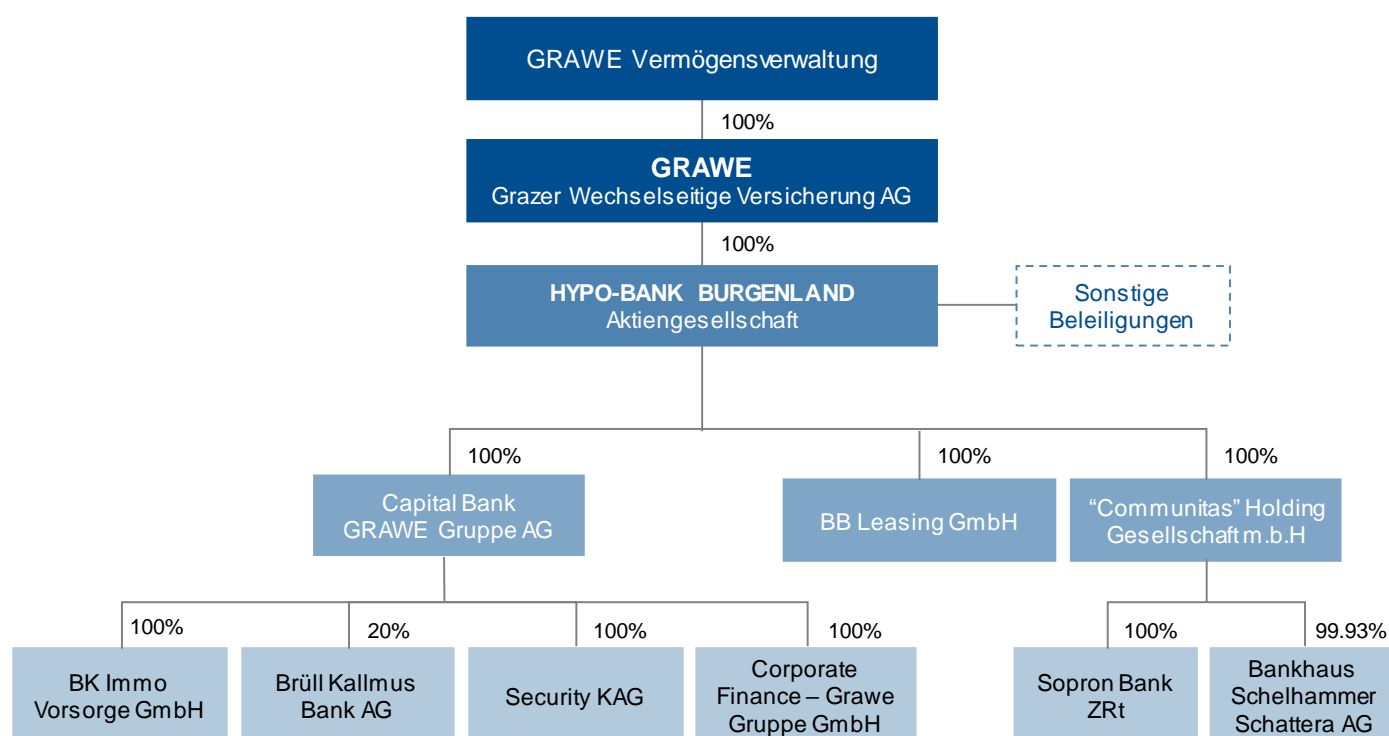 GRAWE Vermögensverwaltung
100%
GRAWE
Grazer Wechselseitige Versicherung AG
100%
HYPO-BANK BURGENLAND
Aktiengesellschaft
Sonstige
Beleiligungen
100%
100%
100%
Capital Bank
GRAWE Gruppe AG
BB Leasing GmbH
“Communitas” Holding
Gesellschaft m.b.H
100%
20%
100%
100%
100%
99.93%
BK Immo
Vorsorge GmbH
Brüll Kallmus
Bank AG
Security KAG
Corporate
Finance – Grawe
Gruppe GmbH
Sopron Bank
ZRt
Bankhaus
Schelhammer
Schattera AG